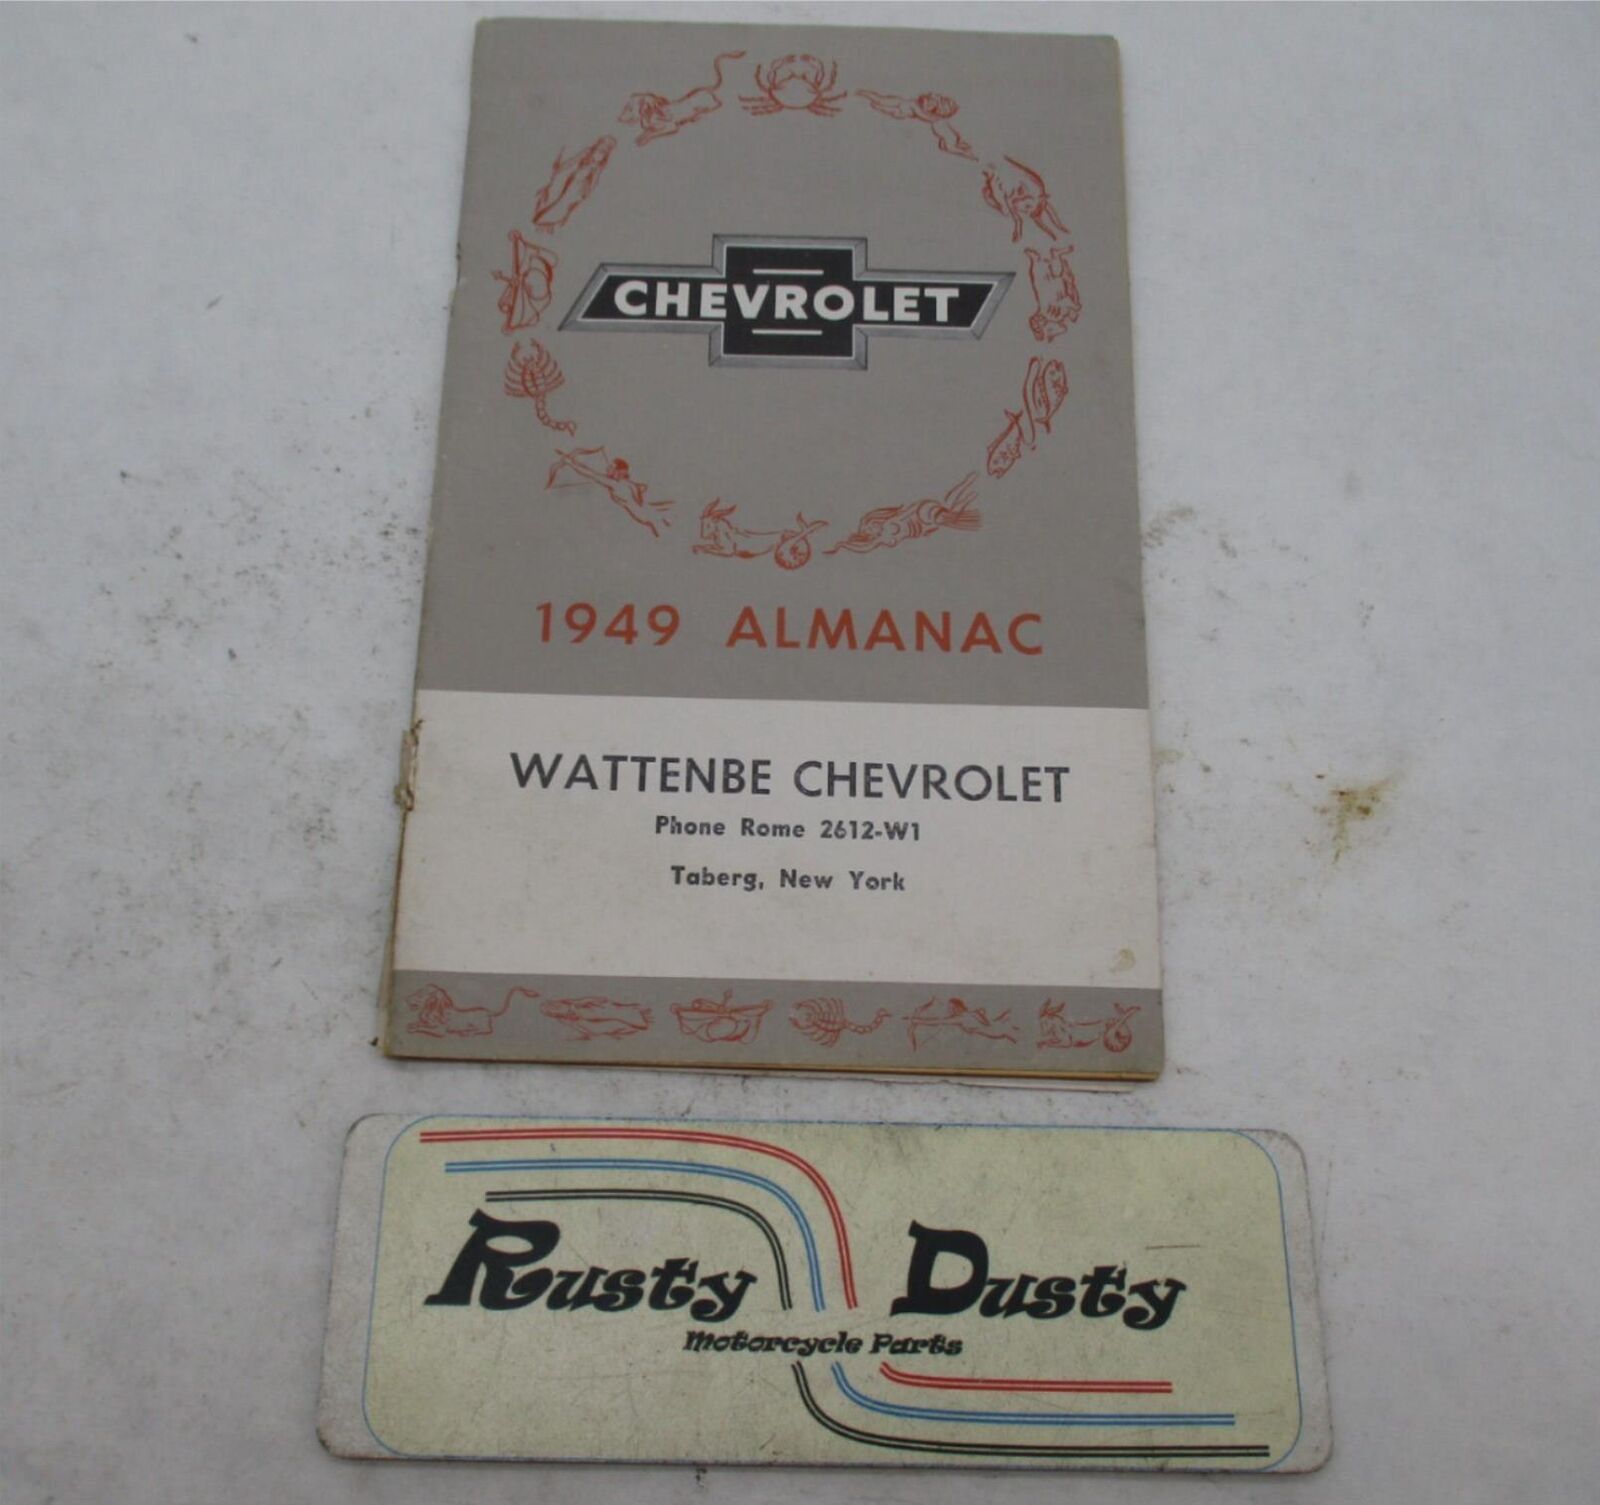 CHEVROLET
1949 ALMANAC
WATTENBE CHEVROLET
Phone Rome 2612-W1
Taberg, New York
Rusty Dusty
Motorcycle Parts